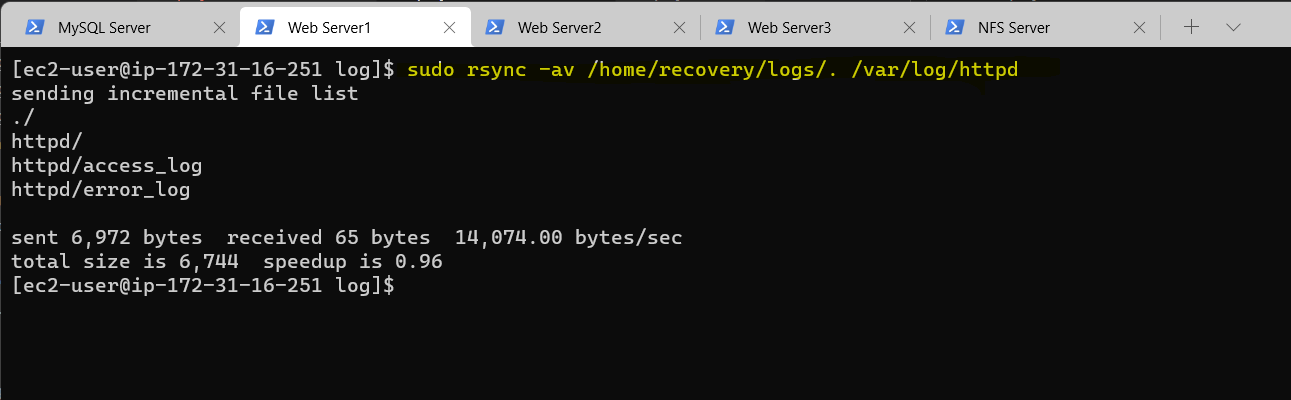 MySQL Server Web Server1 Web Server2 Web Server3 NFS Server
[ec2-user@ip-172-31-16-251 log]$ sudo rsync -av /home/recovery/logs/. /var/log/httpd
sending incremental file list
./
httpd/
httpd/access_log
httpd/error_log
sent 6,972 bytes  received 65 bytes  14,074.00 bytes/sec
total size is 6,744  speedup is 0.96
[ec2-user@ip-172-31-16-251 log]$